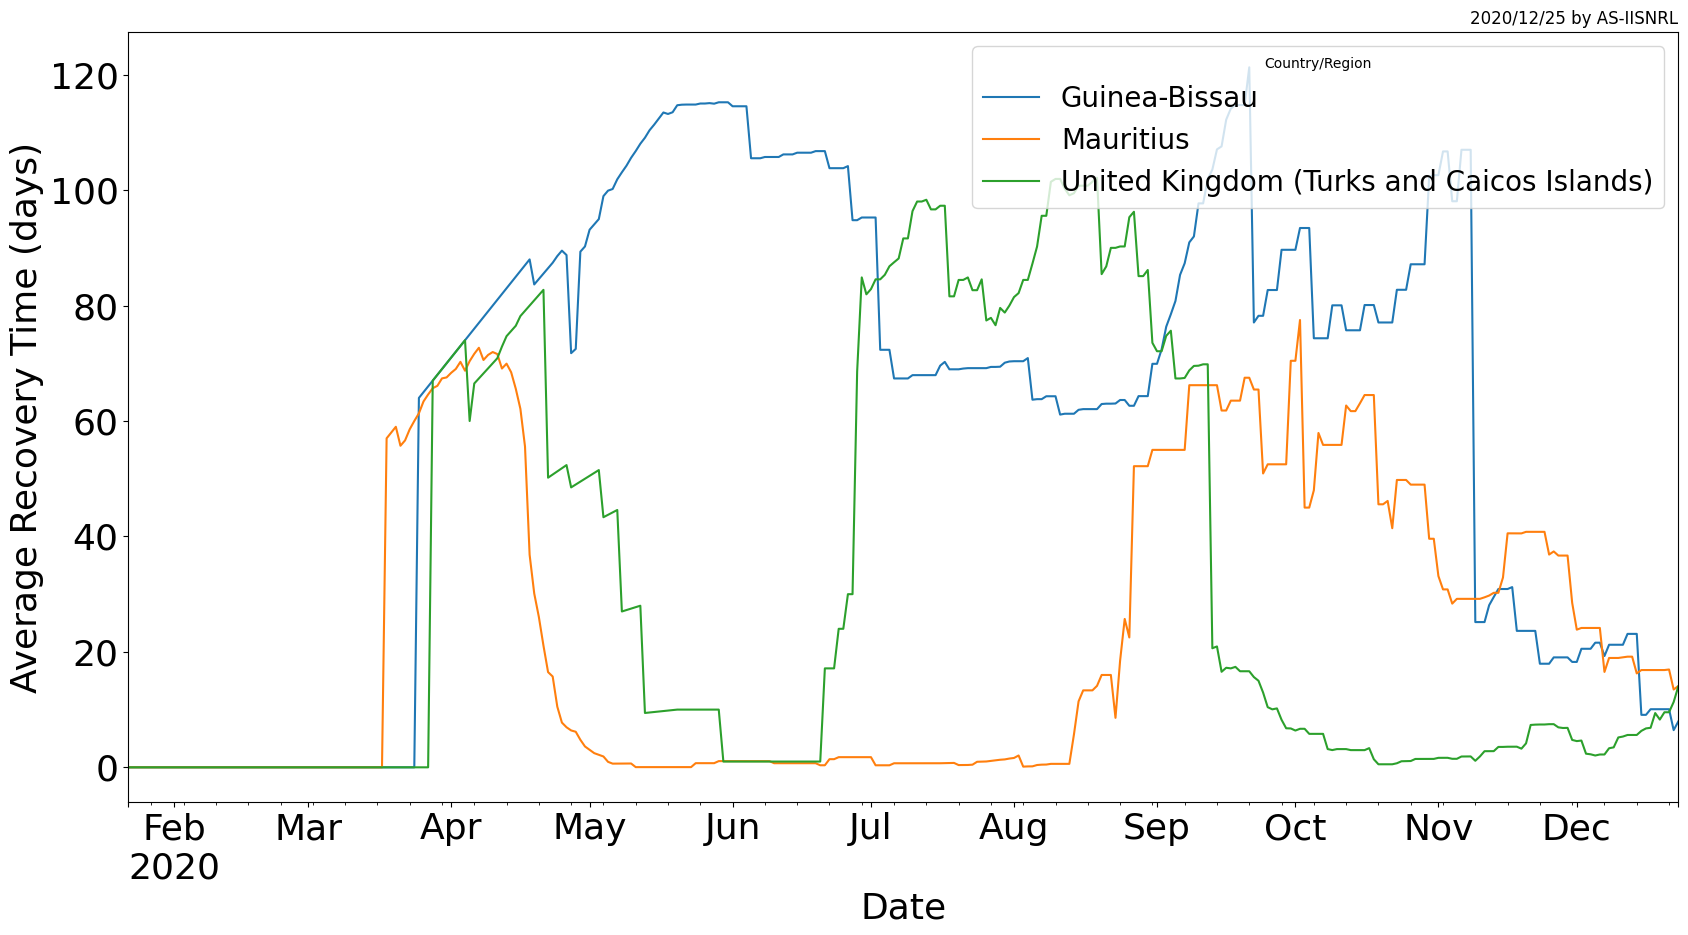 2020/12/25 by AS-IISNRL
Country/Region
Guinea-Bissau
Mauritius
United Kingdom (Turks and Caicos Islands)
Average Recovery Time (days)
120
100
80
60
40
20
0
Feb Mar Apr May Jun Jul Aug Sep Oct Nov Dec
2020
Date